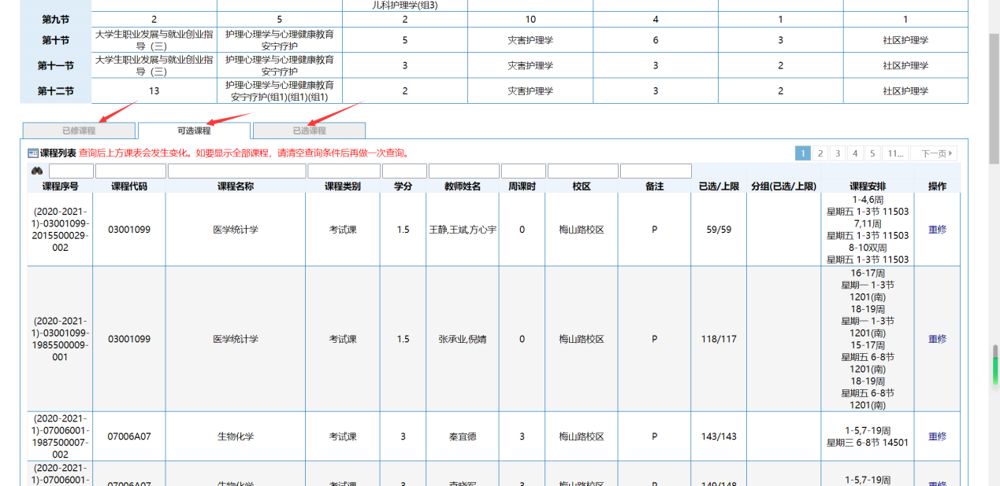 儿科护理学(组3)
第九节 2 5 2 10 4 1 1
第十节 大学生职业发展与就业创业指导（三） 护理心理学与心理健康教育 安宁疗护 5 灾害护理学 6 3 社区护理学
第十一节 大学生职业发展与就业创业指导（三） 护理心理学与心理健康教育 安宁疗护 3 灾害护理学 3 2 社区护理学
第十二节 13 护理心理学与心理健康教育 安宁疗护(组1)(组1)(组1) 2 灾害护理学 3 2 社区护理学
已修课程 可选课程 已选课程
课程列表 查询后上方课表会发生变化。如要显示全部课程，请清空查询条件后再做一次查询。 1 2 3 4 5 11... 下一页
课程序号 课程代码 课程名称 课程类别 学分 教师姓名 周课时 校区 备注 已选/上限 分组(已选/上限) 课程安排 操作
(2020-2021-
1)-03001099-
2015500029-
002
03001099 医学统计学 考试课 1.5 王静,王斌,方心宇 0 梅山路校区 P 59/59
1-4,6周
星期五 1-3节 11503
7,11周
星期五 1-3节 11503
8-10双周
星期五 1-3节 11503
重修
(2020-2021-
1)-03001099-
1985500009-
001
03001099 医学统计学 考试课 1.5 张承业,倪婧 0 梅山路校区 P 118/117
16-17周
星期一 1-3节
1201(南)
18-19周
星期一 1-3节
1201(南)
15-17周
星期五 6-8节
1201(南)
18-19周
星期五 6-8节
1201(南)
重修
(2020-2021-
1)-07006001-
1987500007-
002
07006A07 生物化学 考试课 3 秦宜德 3 梅山路校区 P 143/143
1-5,7-19周
星期三 6-8节 14501
重修
(2020-2021-
1)-07006001-
07006A07 生物化学 考试课 3 梅山路校区 P 149/148
1-5,7-19周
重修